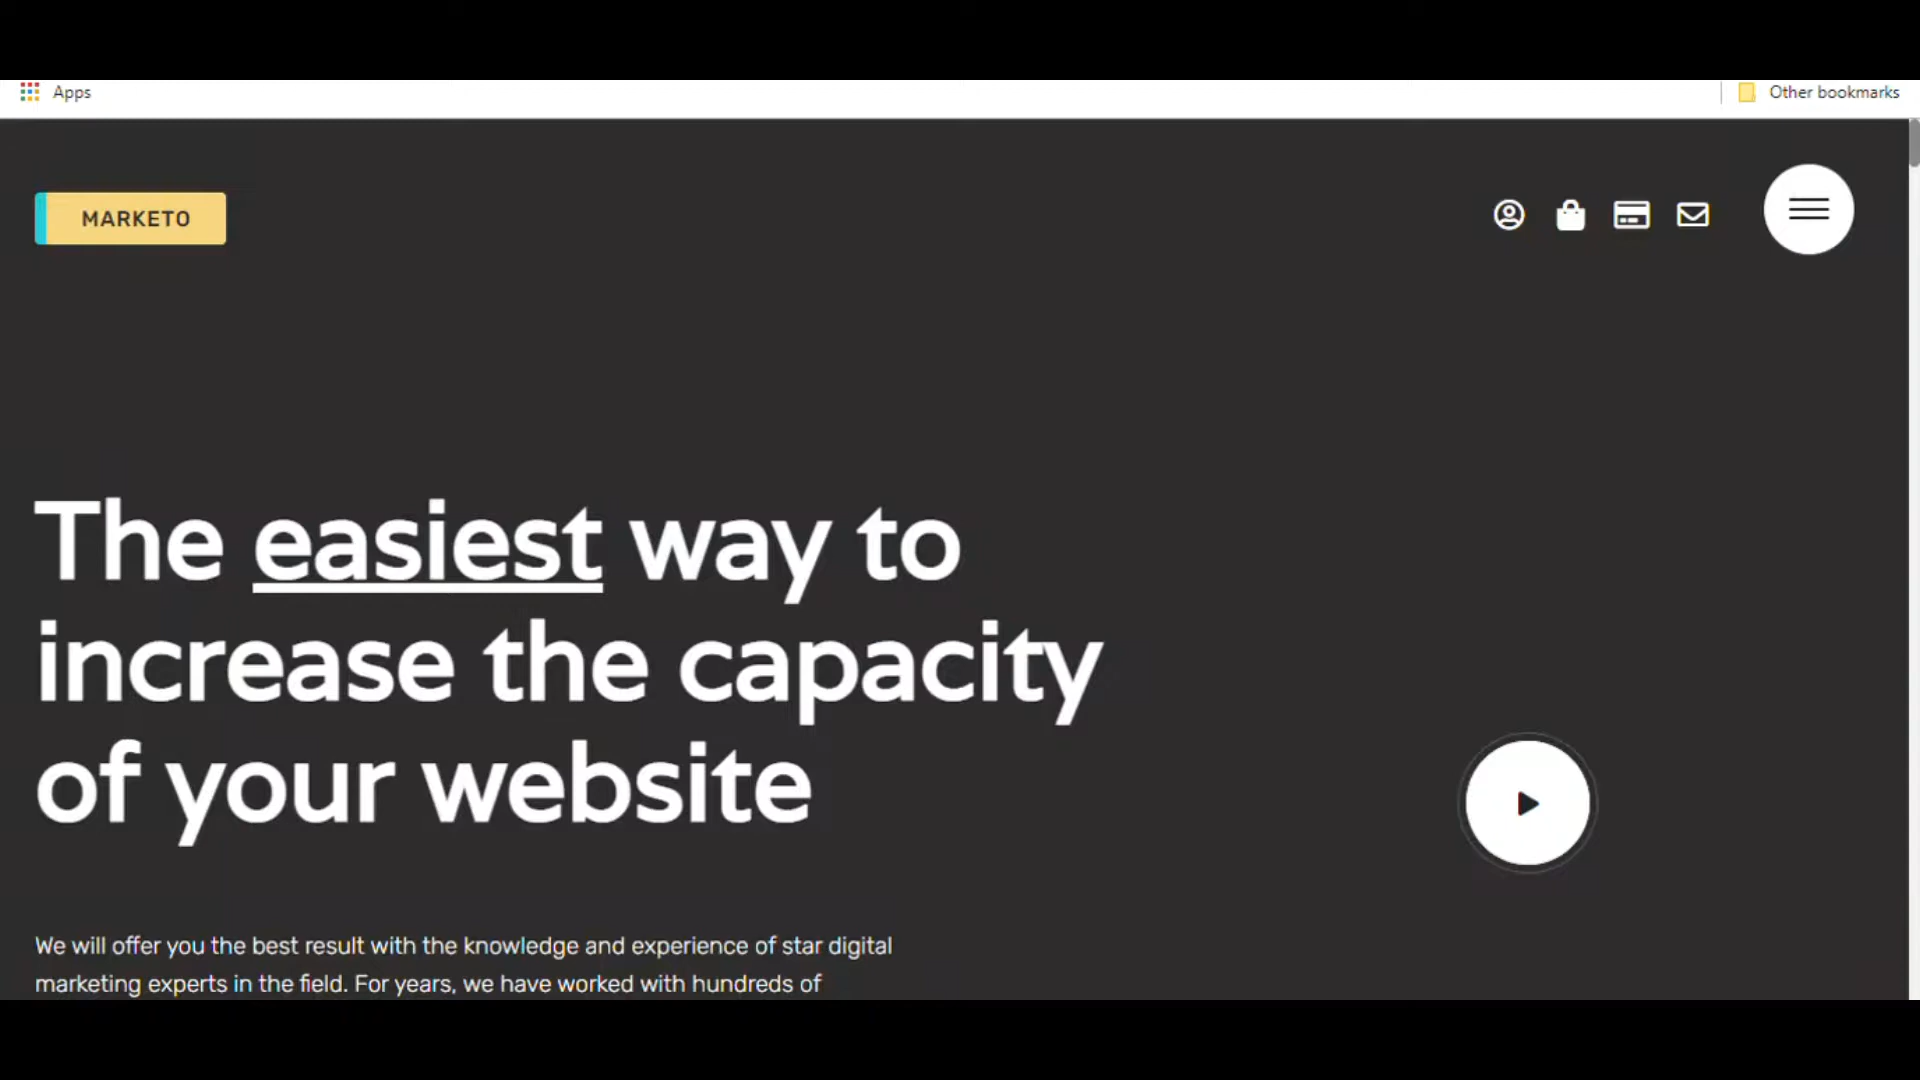 Apps
Other bookmarks
MARKETO
The easiest way to
increase the capacity
of your website
We will offer you the best result with the knowledge and experience of star digital
marketing experts in the field. For years, we have worked with hundreds of